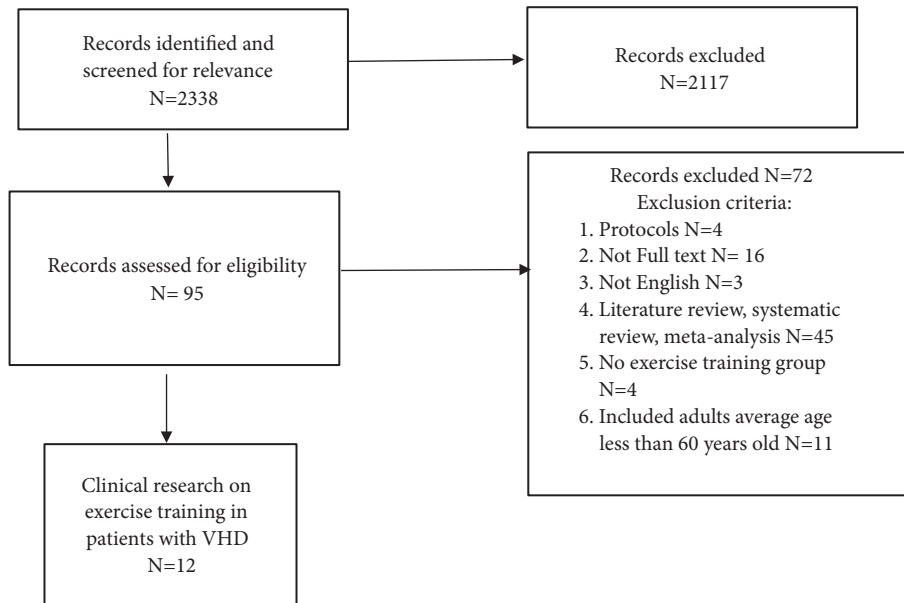 Records identified and
screened for relevance
N=2338
Records excluded
N=2117
Records assessed for eligibility
N= 95
Records excluded N=72
Exclusion criteria:
1. Protocols N=4
2. Not Full text N= 16
3. Not English N=3
4. Literature review, systematic
review, meta-analysis N=45
5. No exercise training group
N=4
6. Included adults average age
less than 60 years old N=11
Clinical research on
exercise training in
patients with VHD
N=12